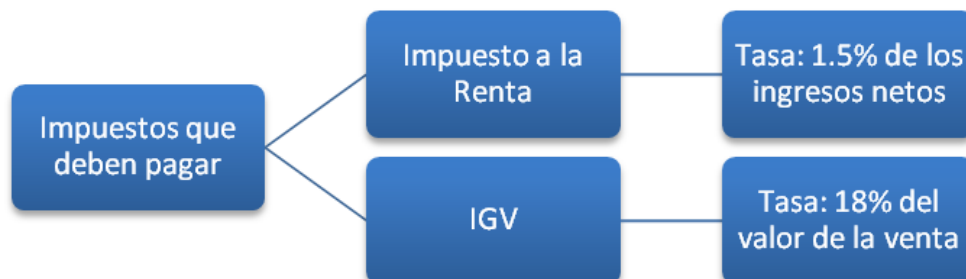 Impuestos que
deben pagar
Impuesto a la
Renta
Tasa: 1.5% de los
ingresos netos
IGV
Tasa: 18% del
valor de la venta